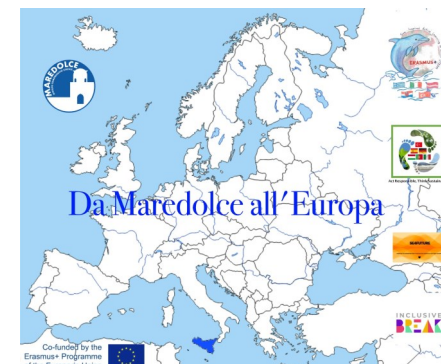 MAREDOLCE
ERASMUS+
Da Maredolce all'Europa
INCLUSIVE
BREAK
Co-funded by the
Erasmus+ Programme